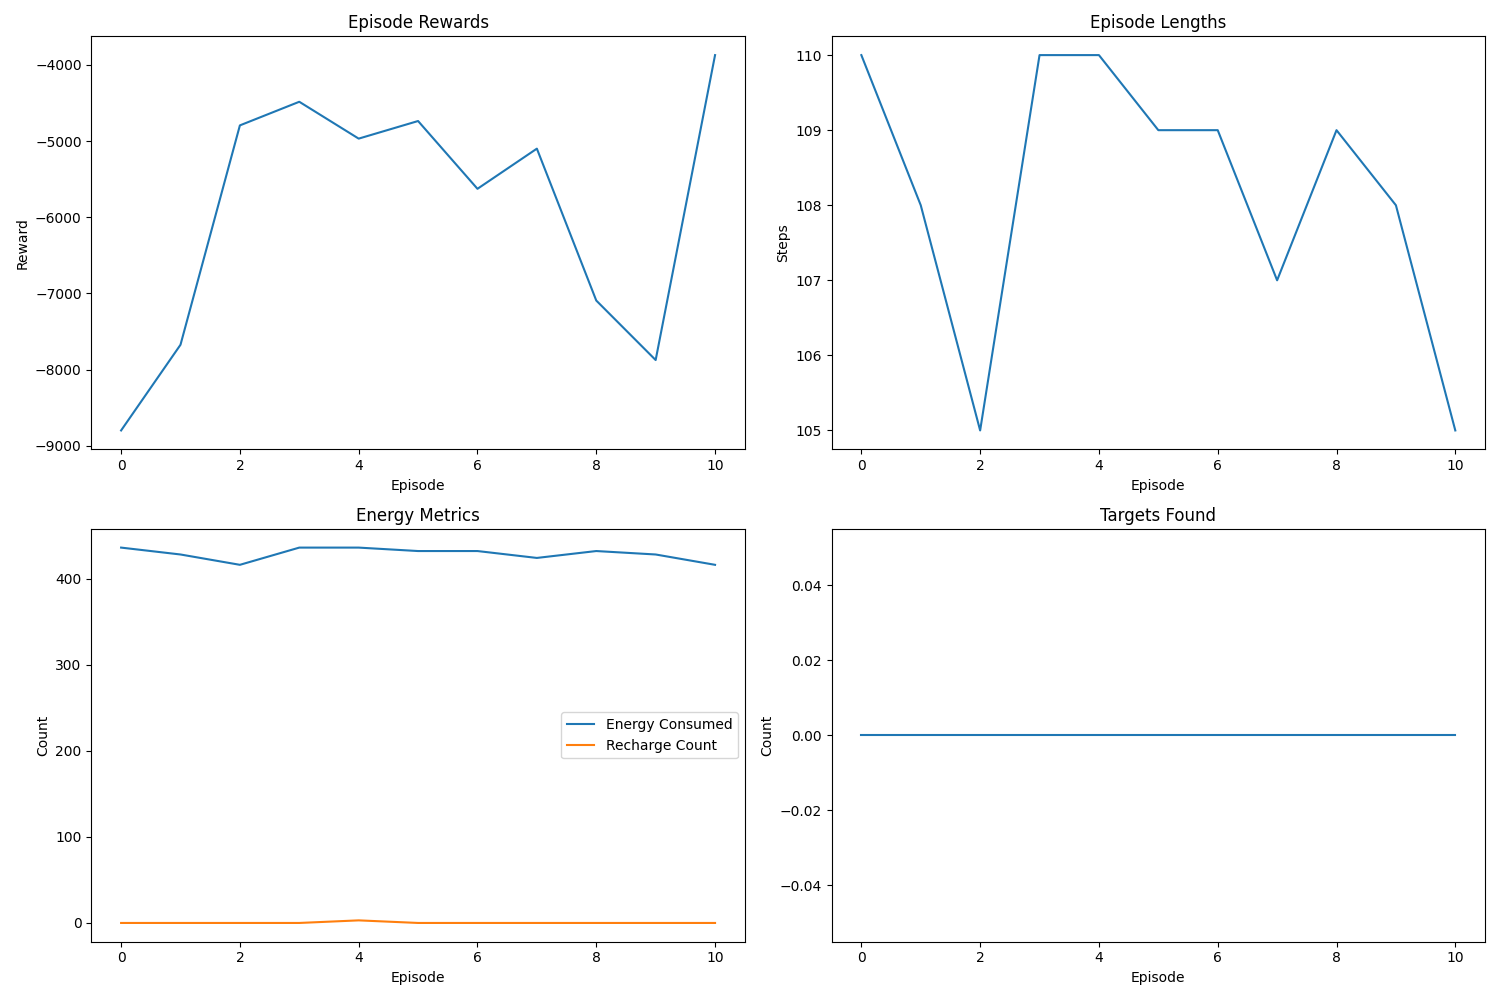 Episode Rewards
−4000
−5000
−6000
−7000
−8000
−9000
Reward
0 2 4 6 8 10
Episode
Episode Lengths
110
109
108
107
106
105
Steps
0 2 4 6 8 10
Episode
Energy Metrics
400
300
200
100
0
Count
Energy Consumed
Recharge Count
0 2 4 6 8 10
Episode
Targets Found
0.04
0.02
0.00
−0.02
−0.04
Count
0 2 4 6 8 10
Episode